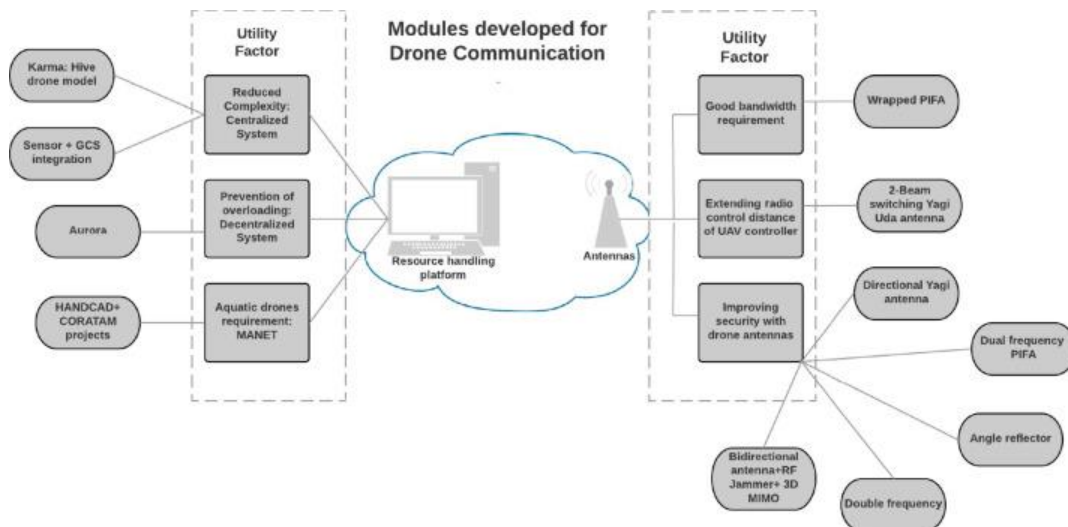 Modules developed for
Drone Communication
Utility
Factor
Karma: Hive
drone model
Sensor + GCS
integration
Aurora
HANDCAD+
CORATAM
projects
Reduced
Complexity:
Centralized
System
Prevention of
overloading:
Decentralized
System
Aquatic drones
requirement:
MANET
Resource handling
platform
Antennas
Utility
Factor
Good bandwidth
requirement
Extending radio
control distance
of UAV controller
Improving
security with
drone antennas
Wrapped PIFA
2-Beam
switching Yagi
Uda antenna
Directional Yagi
antenna
Dual frequency
PIFA
Angle reflector
Double frequency
Bidirectional
antenna+RF
Jammer+ 3D
MIMO